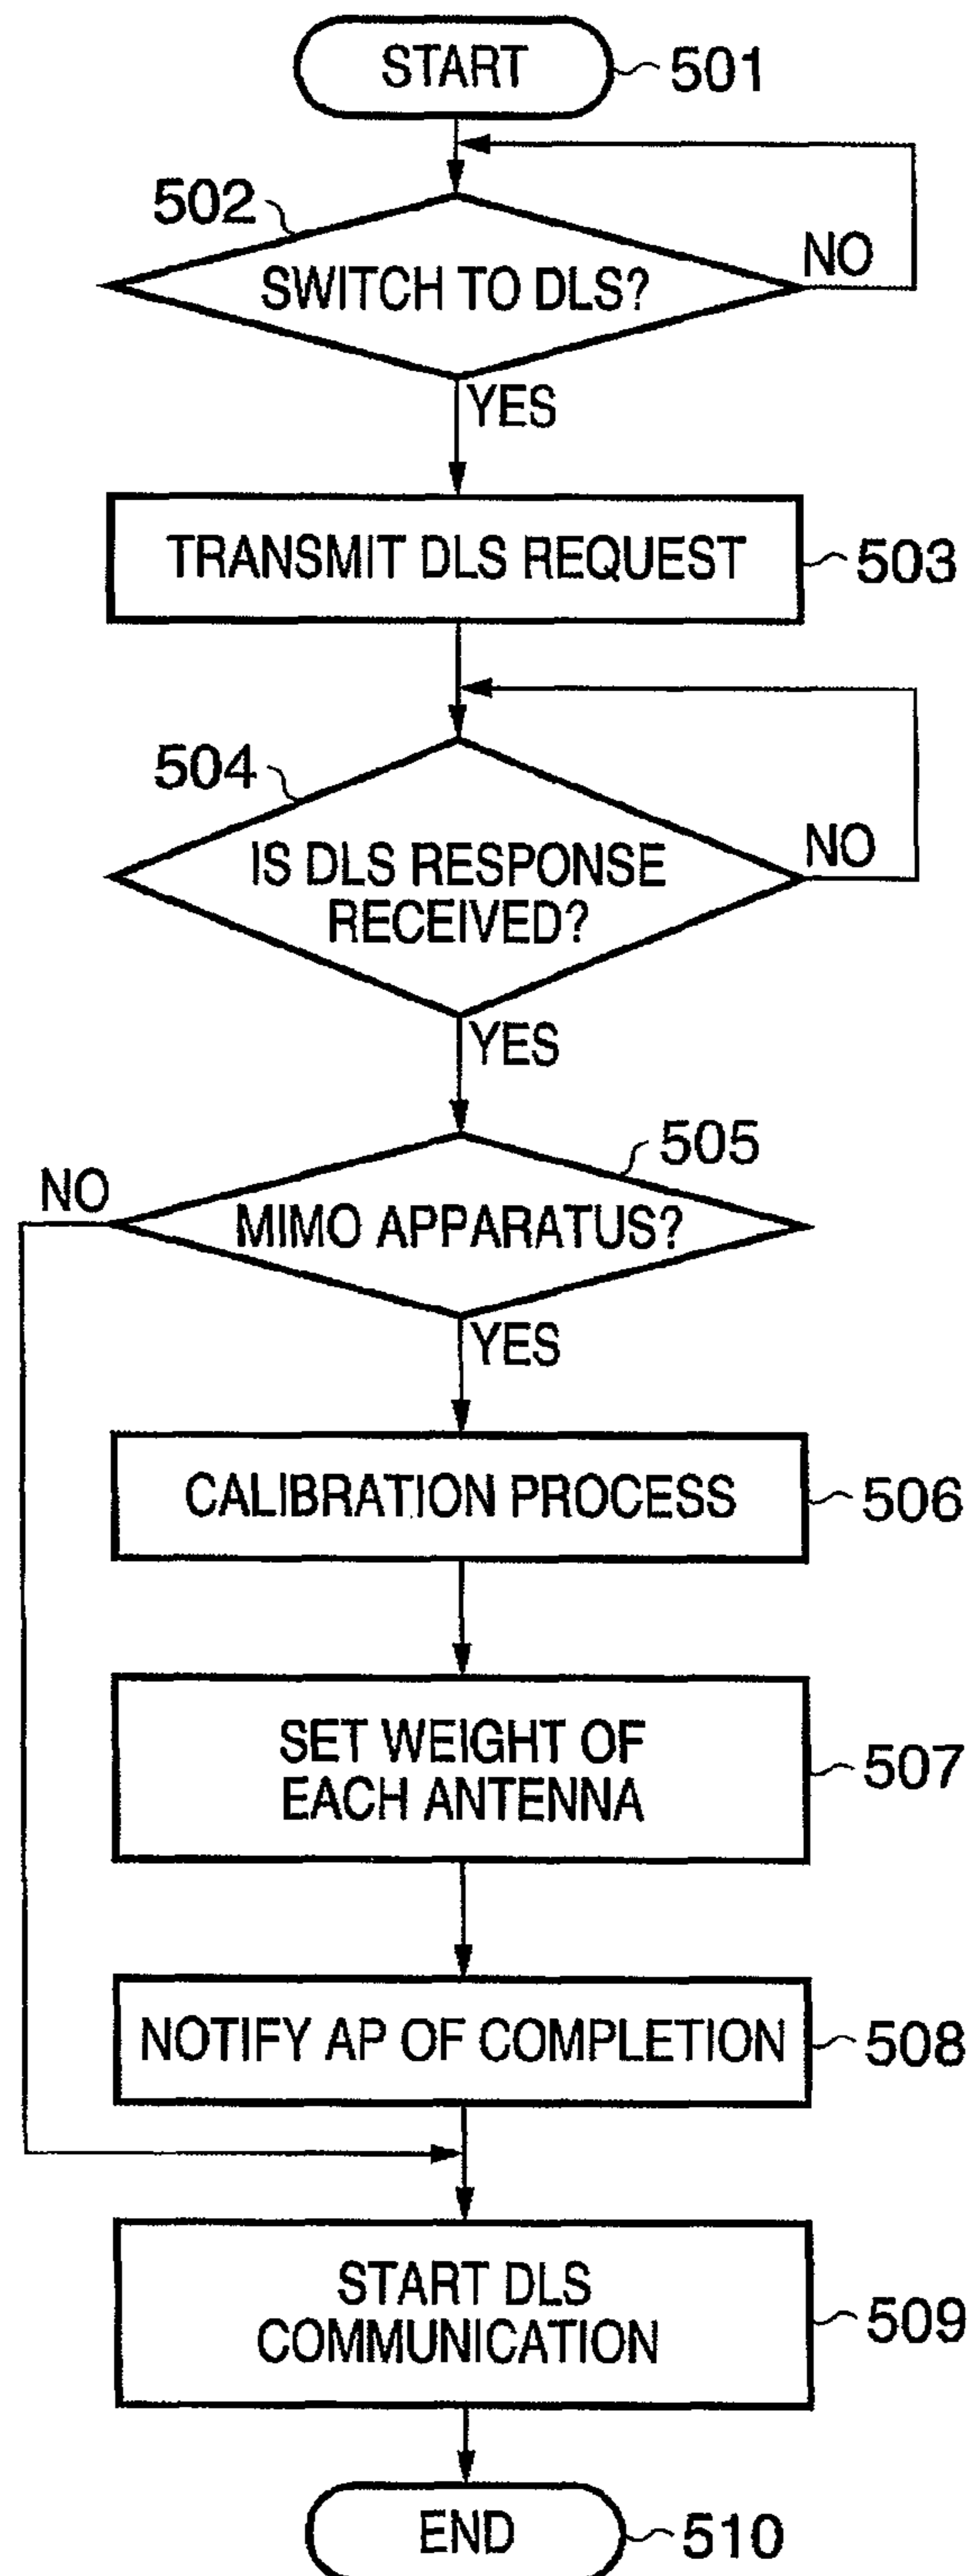 START
501
502
SWITCH TO DLS?
NO
YES
TRANSMIT DLS REQUEST
503
504
IS DLS RESPONSE
RECEIVED?
NO
YES
505
NO
MIMO APPARATUS?
YES
CALIBRATION PROCESS
506
SET WEIGHT OF
EACH ANTENNA
507
NOTIFY AP OF COMPLETION
508
START DLS
COMMUNICATION
509
END
510